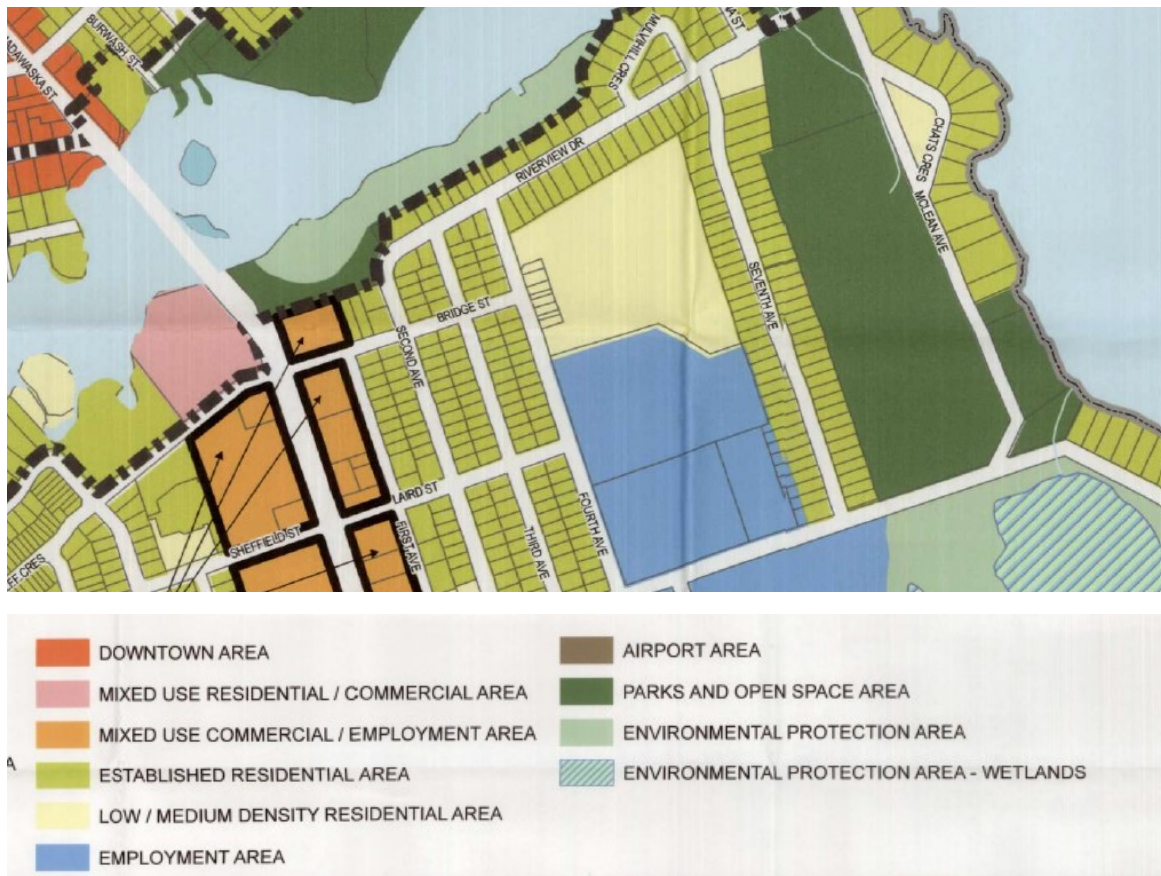 BURWASH ST
MULVIHILL CRES
RIVERVIEW DR
CHATS CRES
MCLEAN AVE
SEVENTH AVE
BRIDGE ST
SECOND AVE
LAIRD ST
SHEFFIELD ST
FIRST AVE
THIRD AVE
FOURTH AVE
DOWNTOWN AREA
MIXED USE RESIDENTIAL / COMMERCIAL AREA
MIXED USE COMMERCIAL / EMPLOYMENT AREA
ESTABLISHED RESIDENTIAL AREA
LOW / MEDIUM DENSITY RESIDENTIAL AREA
EMPLOYMENT AREA
AIRPORT AREA
PARKS AND OPEN SPACE AREA
ENVIRONMENTAL PROTECTION AREA
ENVIRONMENTAL PROTECTION AREA - WETLANDS